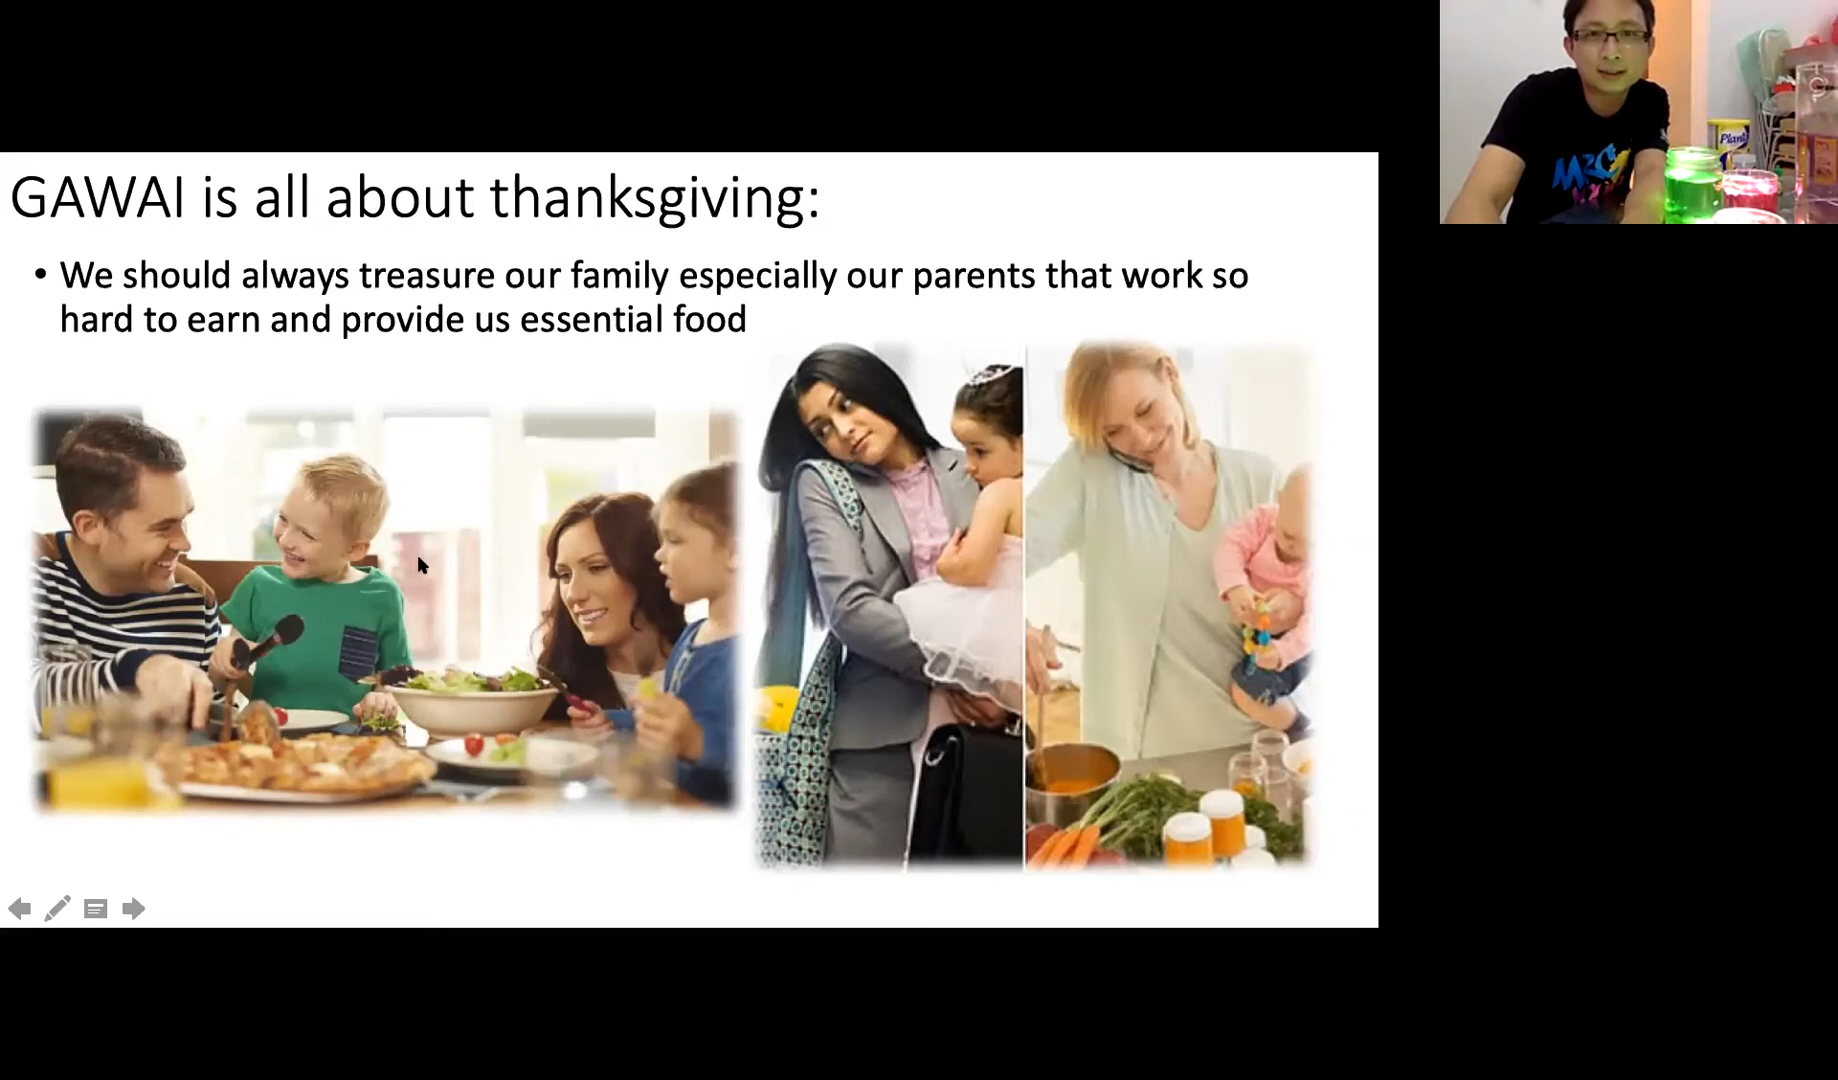 GAWAI is all about thanksgiving:
• We should always treasure our family especially our parents that work so
hard to earn and provide us essential food